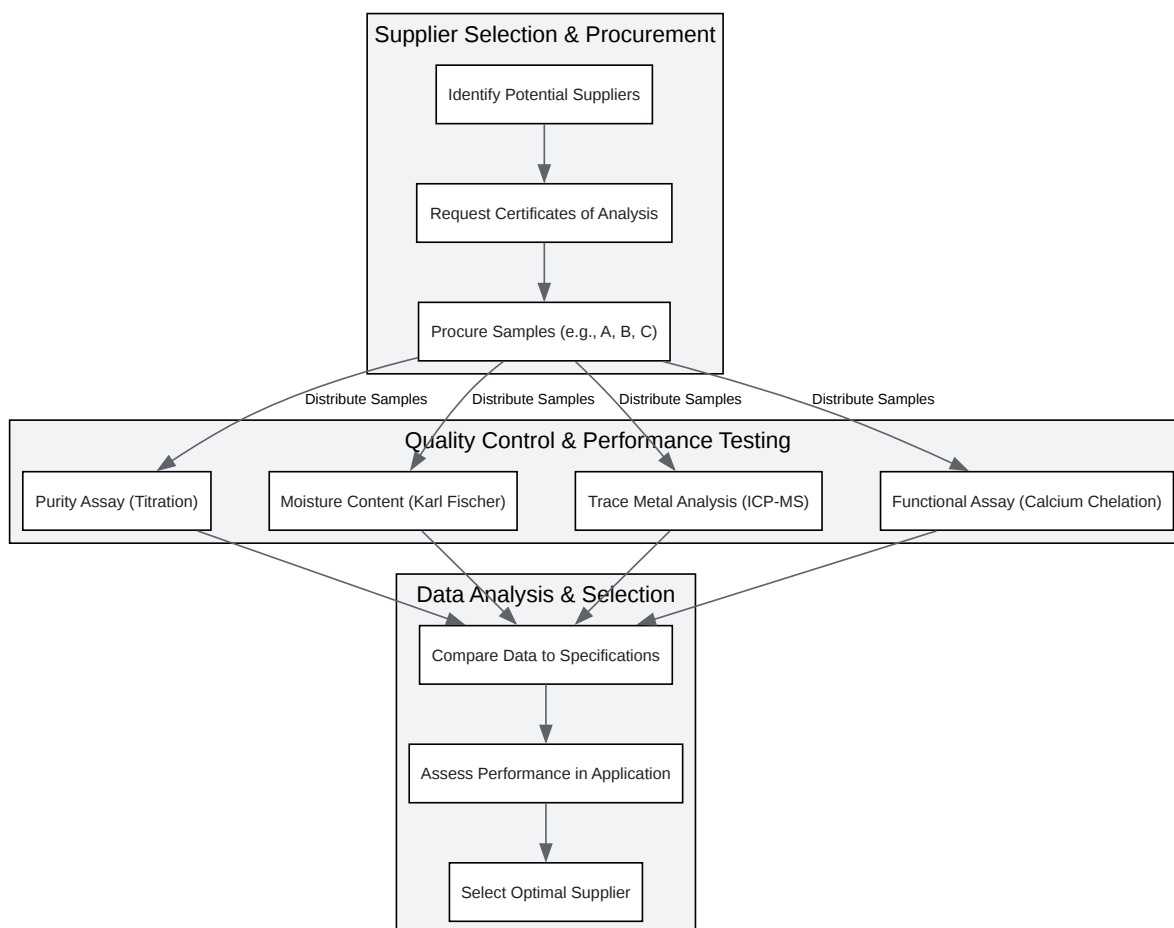 Supplier Selection & Procurement
Identify Potential Suppliers
Request Certificates of Analysis
Procure Samples (e.g., A, B, C)
Distribute Samples
Distribute Samples
Distribute Samples
Distribute Samples
Quality Control & Performance Testing
Purity Assay (Titration)
Moisture Content (Karl Fischer)
Trace Metal Analysis (ICP-MS)
Functional Assay (Calcium Chelation)
Data Analysis & Selection
Compare Data to Specifications
Assess Performance in Application
Select Optimal Supplier